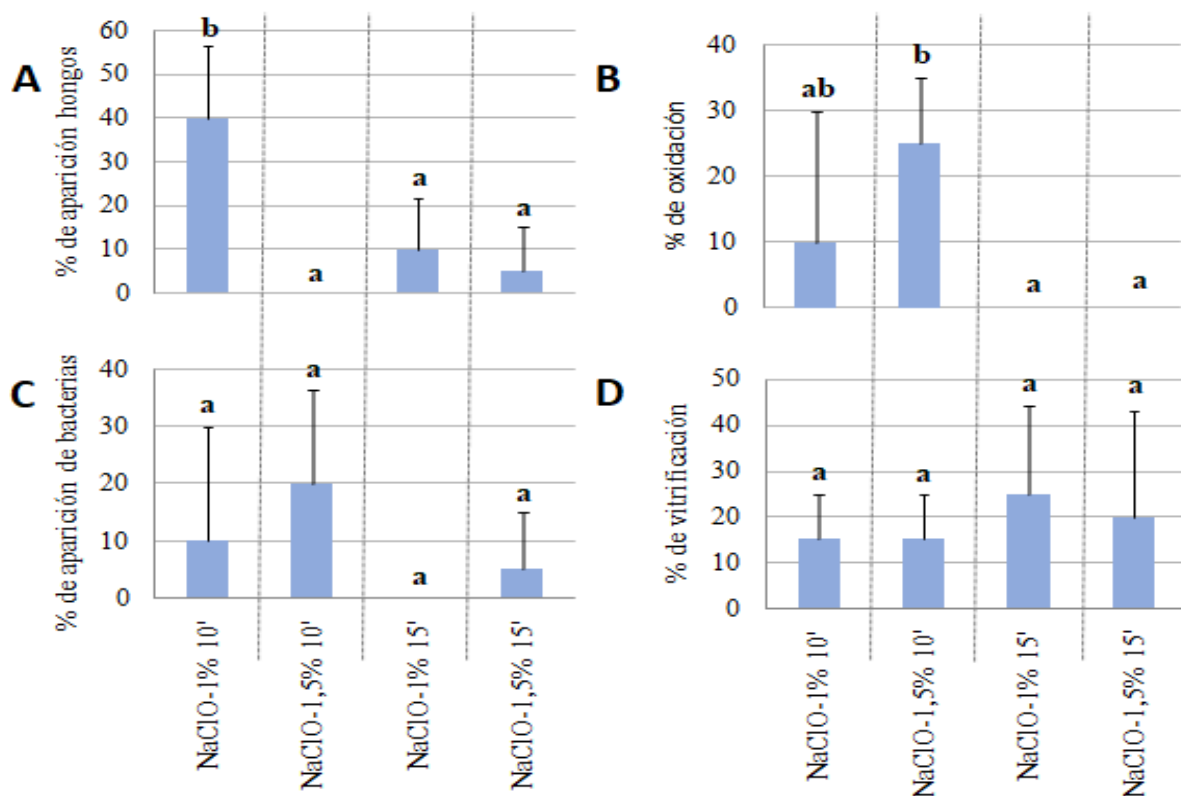 A
% de aparición hongos
60
50
40
30
20
10
0
b
a
a
a
B
% de oxidación
40
30
20
10
0
ab
b
a
a
C
% de aparición de bacterias
40
30
20
10
0
a
a
a
a
NaClO-1% 10'
NaClO-1,5% 10'
NaClO-1% 15'
NaClO-1,5% 15'
D
% de vitrificación
50
40
30
20
10
0
a
a
a
a
NaClO-1% 10'
NaClO-1,5% 10'
NaClO-1% 15'
NaClO-1,5% 15'